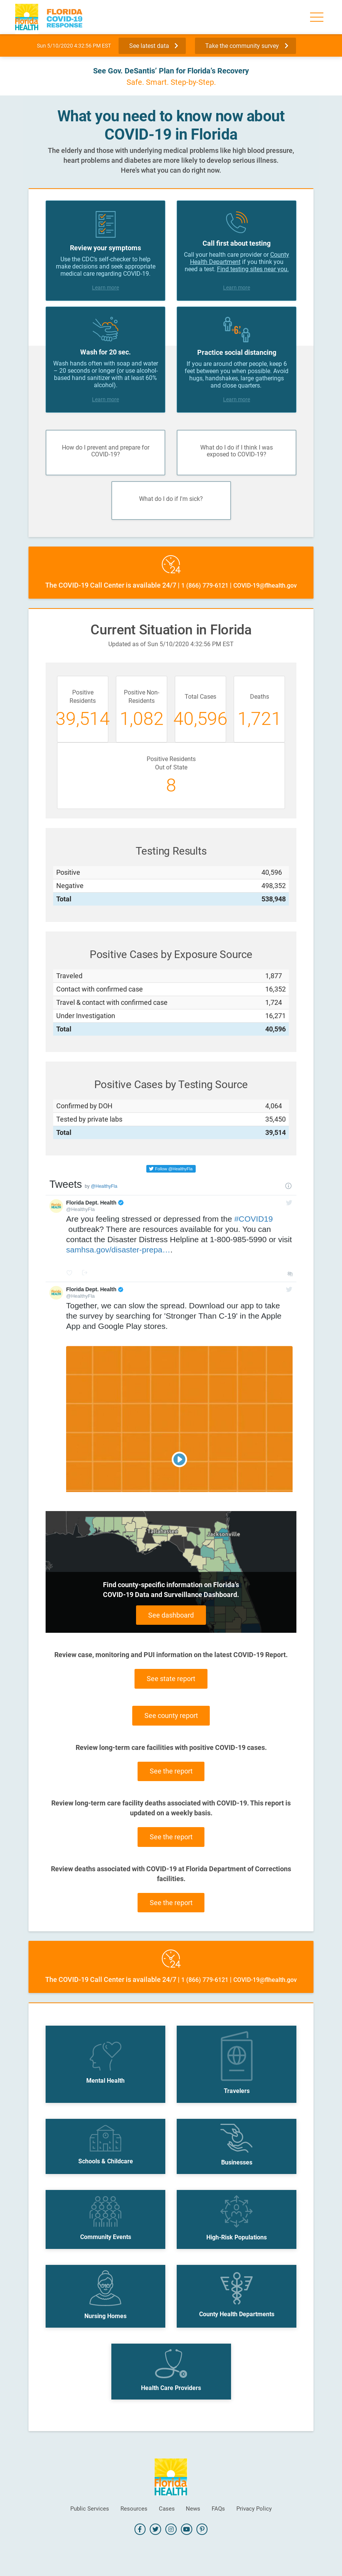 Florida
HEALTH
FLORIDA
COVID-19
RESPONSE
Sun 5/10/2020 4:32:56 PM EST
See latest data
Take the community survey
See Gov. DeSantis' Plan for Florida's Recovery
Safe. Smart. Step-by-Step.
What you need to know now about
COVID-19 in Florida
The elderly and those with underlying medical problems like high blood pressure,
heart problems and diabetes are more likely to develop serious illness.
Here's what you can do right now.
Review your symptoms
Use the CDC's self-checker to help
make decisions and seek appropriate
medical care regarding COVID-19.
Learn more
Call first about testing
Call your health care provider or County
Health Department if you think you
need a test. Find testing sites near you.
Learn more
Wash for 20 sec.
Wash hands often with soap and water
– 20 seconds or longer (or use alcohol-
based hand sanitizer with at least 60%
alcohol).
Learn more
6'
Practice social distancing
If you are around other people, keep 6
feet between you when possible. Avoid
hugs, handshakes, large gatherings
and close quarters.
Learn more
How do I prevent and prepare for
COVID-19?
What do I do if I think I was
exposed to COVID-19?
What do I do if I'm sick?
24
The COVID-19 Call Center is available 24/7 | 1 (866) 779-6121 | COVID-19@flhealth.gov
Current Situation in Florida
Updated as of Sun 5/10/2020 4:32:56 PM EST
Positive
Residents
39,514
Positive Non-
Residents
1,082
Total Cases
40,596
Deaths
1,721
Positive Residents
Out of State
8
Testing Results
Positive 40,596
Negative 498,352
Total 538,948
Positive Cases by Exposure Source
Traveled 1,877
Contact with confirmed case 16,352
Travel & contact with confirmed case 1,724
Under Investigation 16,271
Total 40,596
Positive Cases by Testing Source
Confirmed by DOH 4,064
Tested by private labs 35,450
Total 39,514
Follow @HealthyFla
Tweets by @HealthyFla
Florida Dept. Health
@HealthyFla
Are you feeling stressed or depressed from the #COVID19
outbreak? There are resources available for you. You can
contact the Disaster Distress Helpline at 1-800-985-5990 or visit
samhsa.gov/disaster-prepa….
Florida Dept. Health
@HealthyFla
Together, we can slow the spread. Download our app to take
the survey by searching for 'Stronger Than C-19' in the Apple
App and Google Play stores.
Tallahassee
Jacksonville
Find county-specific information on Florida's
COVID-19 Data and Surveillance Dashboard.
See dashboard
Review case, monitoring and PUI information on the latest COVID-19 Report.
See state report
See county report
Review long-term care facilities with positive COVID-19 cases.
See the report
Review long-term care facility deaths associated with COVID-19. This report is
updated on a weekly basis.
See the report
Review deaths associated with COVID-19 at Florida Department of Corrections
facilities.
See the report
24
The COVID-19 Call Center is available 24/7 | 1 (866) 779-6121 | COVID-19@flhealth.gov
Mental Health
Travelers
Schools & Childcare
Businesses
Community Events
High-Risk Populations
Nursing Homes
County Health Departments
Health Care Providers
Florida
HEALTH
Public Services
Resources
Cases
News
FAQs
Privacy Policy